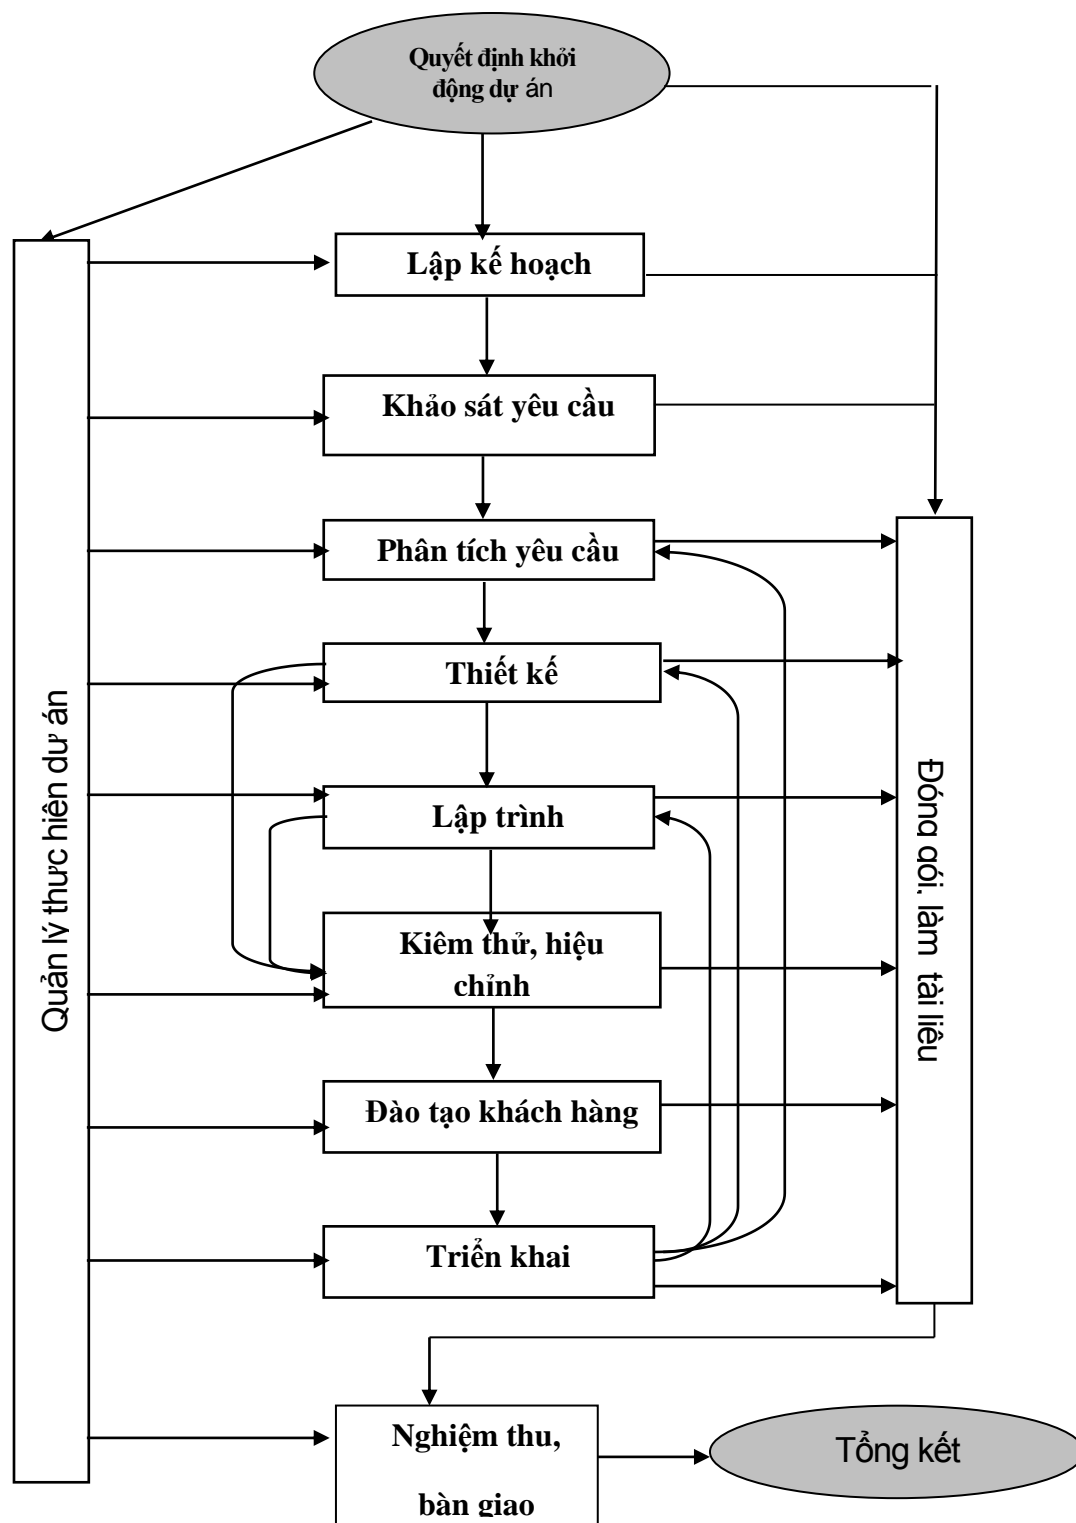 Quyết định khởi
động dự án
Lập kế hoạch
Khảo sát yêu cầu
Phân tích yêu cầu
Thiết kế
Lập trình
Kiêm thử, hiệu
chỉnh
Đào tạo khách hàng
Triển khai
Nghiệm thu,
bàn giao
Tổng kết
Quản lý thực hiện dự án
Đóng gói, làm tài liệu